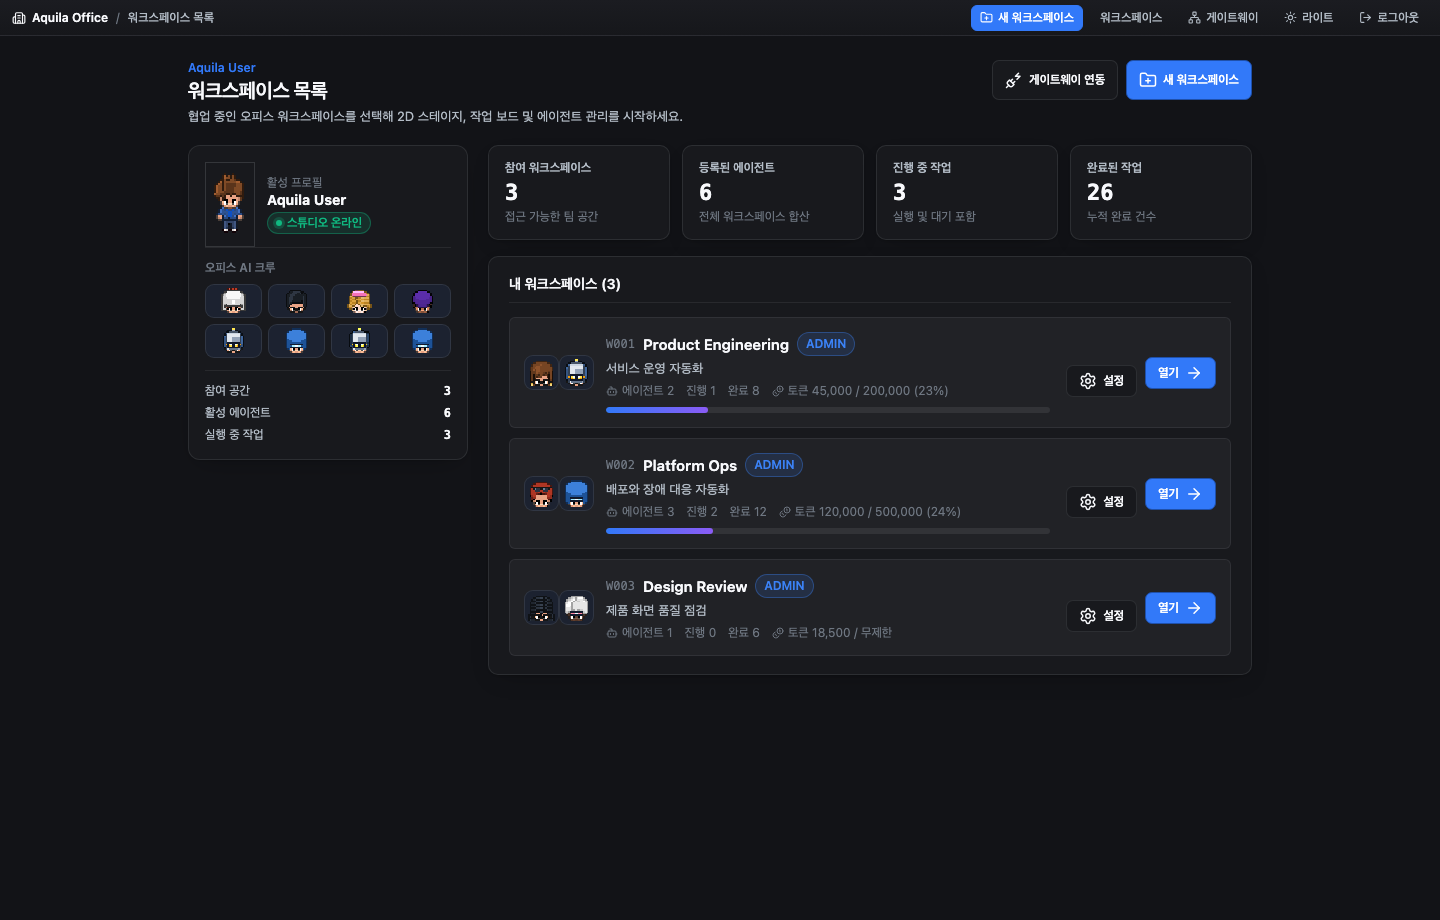 Aquila Office / 워크스페이스 목록
새 워크스페이스
워크스페이스
게이트웨이
라이트
로그아웃
Aquila User
워크스페이스 목록
협업 중인 오피스 워크스페이스를 선택해 2D 스테이지, 작업 보드 및 에이전트 관리를 시작하세요.
게이트웨이 연동
새 워크스페이스
활성 프로필
Aquila User
스튜디오 온라인
오피스 AI 크루
참여 공간 3
활성 에이전트 6
실행 중 작업 3
참여 워크스페이스
3
접근 가능한 팀 공간
등록된 에이전트
6
전체 워크스페이스 합산
진행 중 작업
3
실행 및 대기 포함
완료된 작업
26
누적 완료 건수
내 워크스페이스 (3)
W001 Product Engineering ADMIN
서비스 운영 자동화
에이전트 2 진행 1 완료 8 토큰 45,000 / 200,000 (23%)
설정
열기
W002 Platform Ops ADMIN
배포와 장애 대응 자동화
에이전트 3 진행 2 완료 12 토큰 120,000 / 500,000 (24%)
설정
열기
W003 Design Review ADMIN
제품 화면 품질 점검
에이전트 1 진행 0 완료 6 토큰 18,500 / 무제한
설정
열기